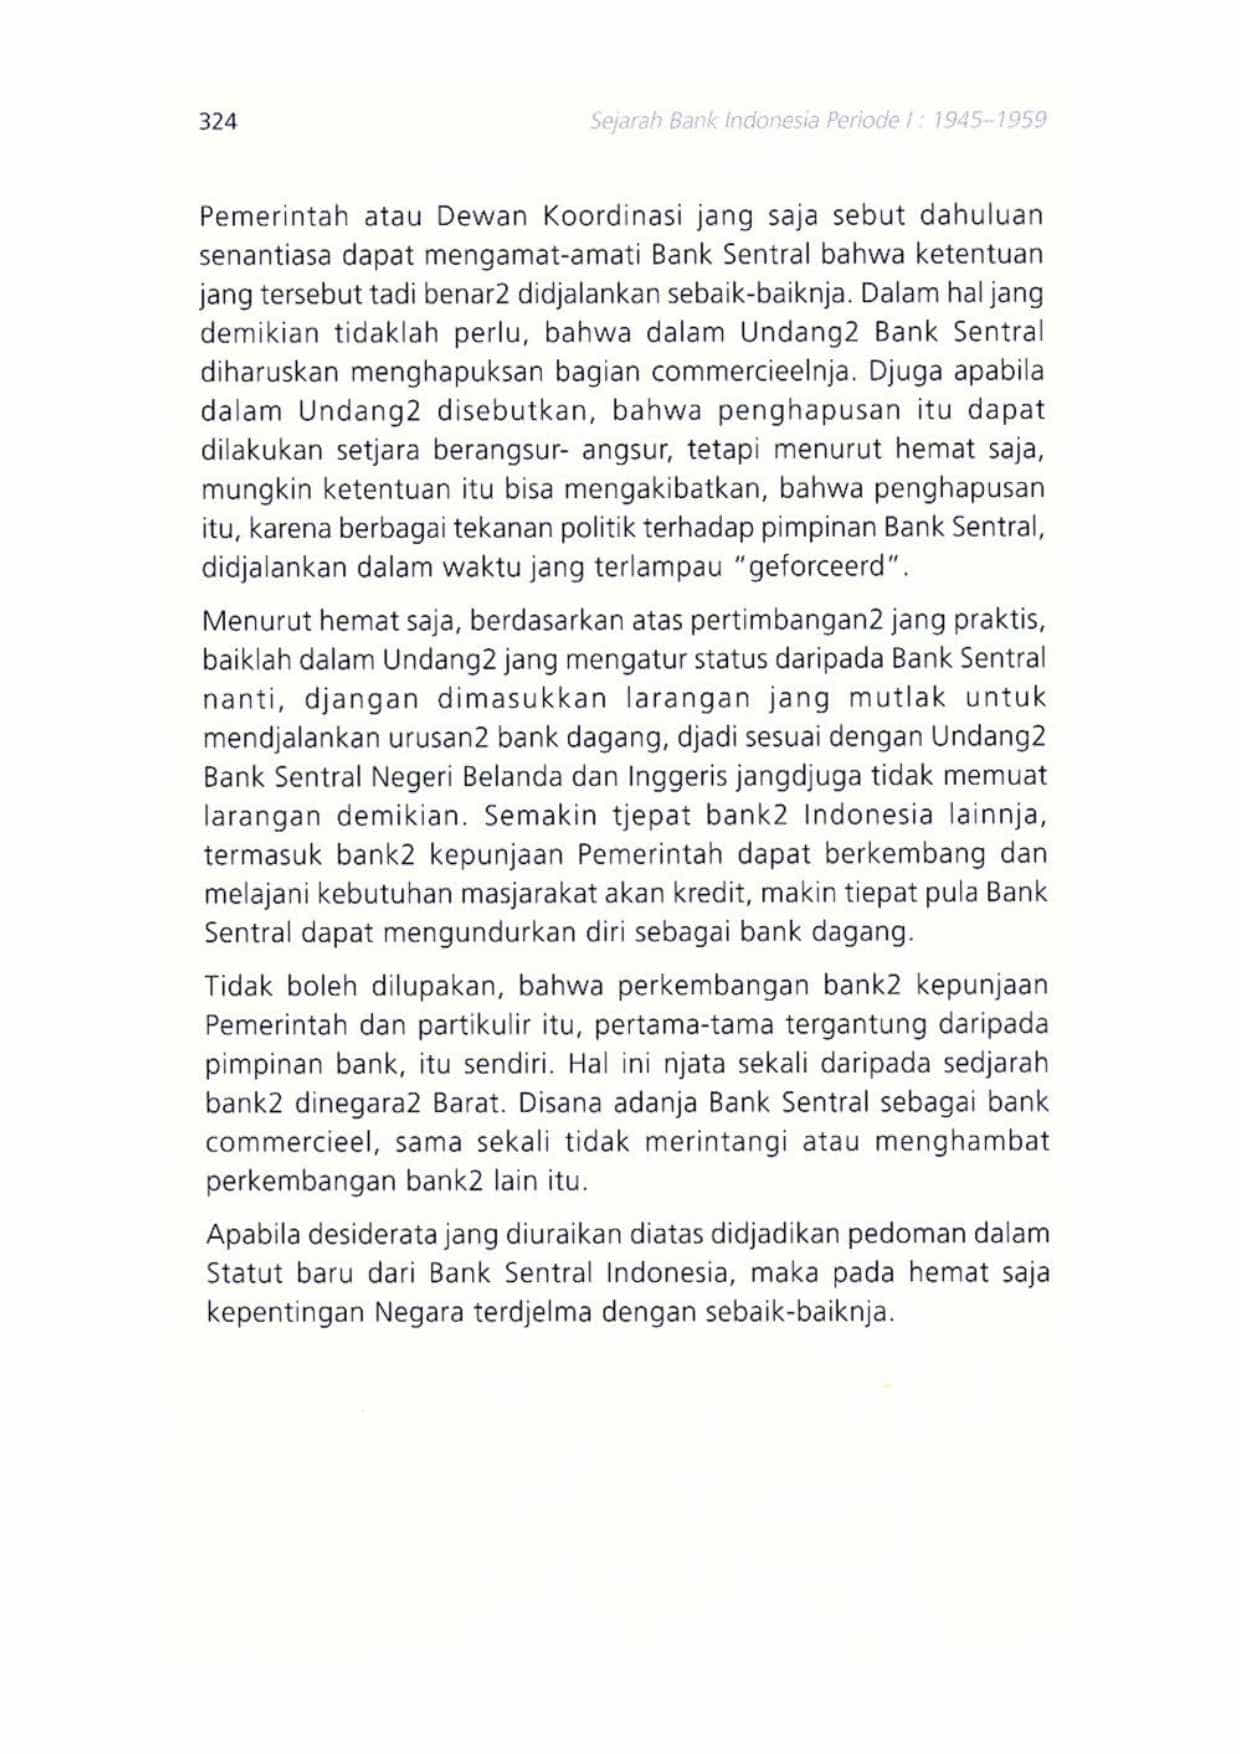 324
Sejarah Bank Indonesia Periode I : 1945–1959
Pemerintah atau Dewan Koordinasi jang saja sebut dahuluan
senantiasa dapat mengamat-amati Bank Sentral bahwa ketentuan
jang tersebut tadi benar2 didjalankan sebaik-baiknja. Dalam hal jang
demikian tidaklah perlu, bahwa dalam Undang2 Bank Sentral
diharuskan menghapuksan bagian commercieelnja. Djuga apabila
dalam Undang2 disebutkan, bahwa penghapusan itu dapat
dilakukan setjara berangsur- angsur, tetapi menurut hemat saja,
mungkin ketentuan itu bisa mengakibatkan, bahwa penghapusan
itu, karena berbagai tekanan politik terhadap pimpinan Bank Sentral,
didjalankan dalam waktu jang terlampau "geforceerd".
Menurut hemat saja, berdasarkan atas pertimbangan2 jang praktis,
baiklah dalam Undang2 jang mengatur status daripada Bank Sentral
nanti, djangan dimasukkan larangan jang mutlak untuk
mendjalankan urusan2 bank dagang, djadi sesuai dengan Undang2
Bank Sentral Negeri Belanda dan Inggeris jangdjuga tidak memuat
larangan demikian. Semakin tjepat bank2 Indonesia lainnja,
termasuk bank2 kepunjaan Pemerintah dapat berkembang dan
melajani kebutuhan masjarakat akan kredit, makin tiepat pula Bank
Sentral dapat mengundurkan diri sebagai bank dagang.
Tidak boleh dilupakan, bahwa perkembangan bank2 kepunjaan
Pemerintah dan partikulir itu, pertama-tama tergantung daripada
pimpinan bank, itu sendiri. Hal ini njata sekali daripada sedjarah
bank2 dinegara2 Barat. Disana adanja Bank Sentral sebagai bank
commercieel, sama sekali tidak merintangi atau menghambat
perkembangan bank2 lain itu.
Apabila desiderata jang diuraikan diatas didjadikan pedoman dalam
Statut baru dari Bank Sentral Indonesia, maka pada hemat saja
kepentingan Negara terdjelma dengan sebaik-baiknja.